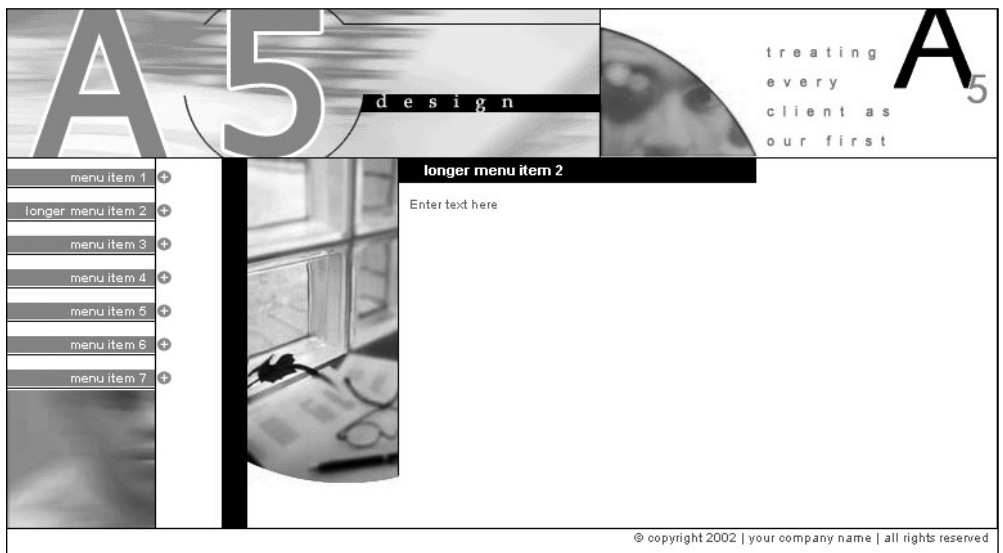 A5
design
treating
every
client as
our first
A5
menu item 1
longer menu item 2
menu item 3
menu item 4
menu item 5
menu item 6
menu item 7
longer menu item 2
Enter text here
© copyright 2002 | your company name | all rights reserved